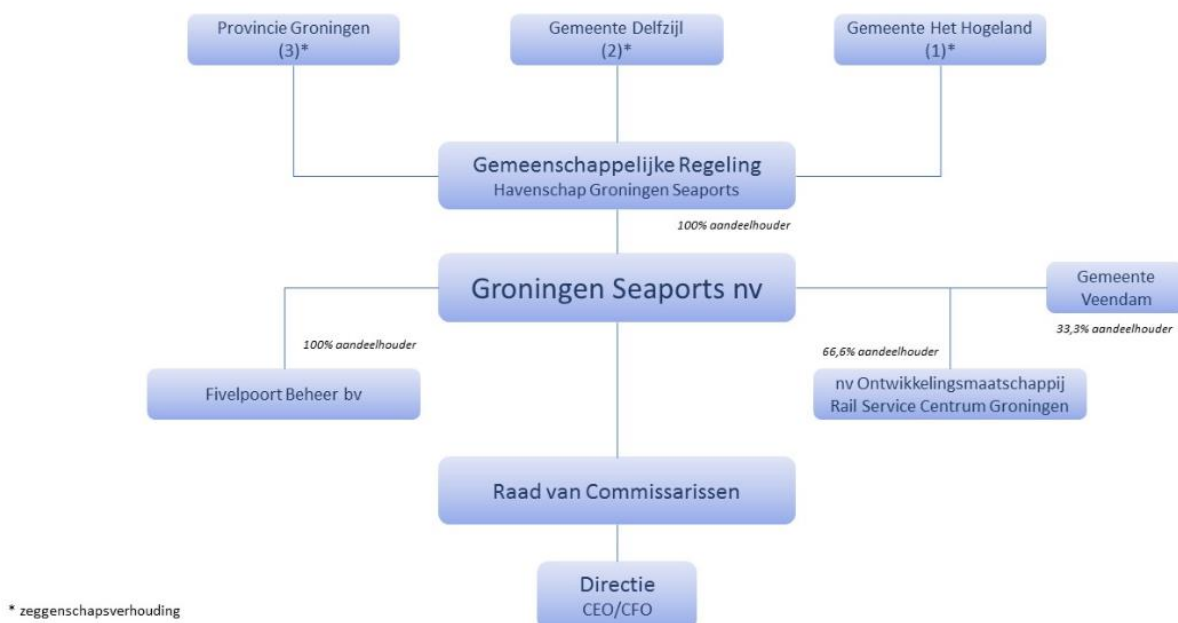 Provincie Groningen
(3)*
Gemeente Delfzijl
(2)*
Gemeente Het Hogeland
(1)*
Gemeenschappelijke Regeling
Havenschap Groningen Seaports
100% aandeelhouder
Groningen Seaports nv
Gemeente
Veendam
33,3% aandeelhouder
100% aandeelhouder
66,6% aandeelhouder
Fivelpoort Beheer bv
nv Ontwikkelingsmaatschappij
Rail Service Centrum Groningen
Raad van Commissarissen
Directie
CEO/CFO
* zeggenschapsverhouding